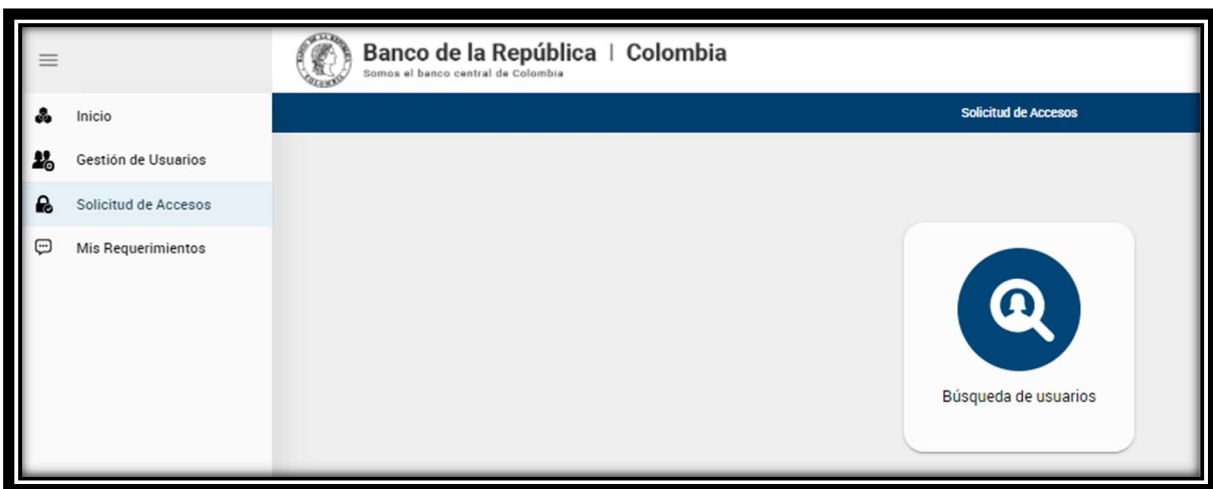 Banco de la República | Colombia
Somos el banco central de Colombia
Solicitud de Accesos
Inicio
Gestión de Usuarios
Solicitud de Accesos
Mis Requerimientos
Búsqueda de usuarios